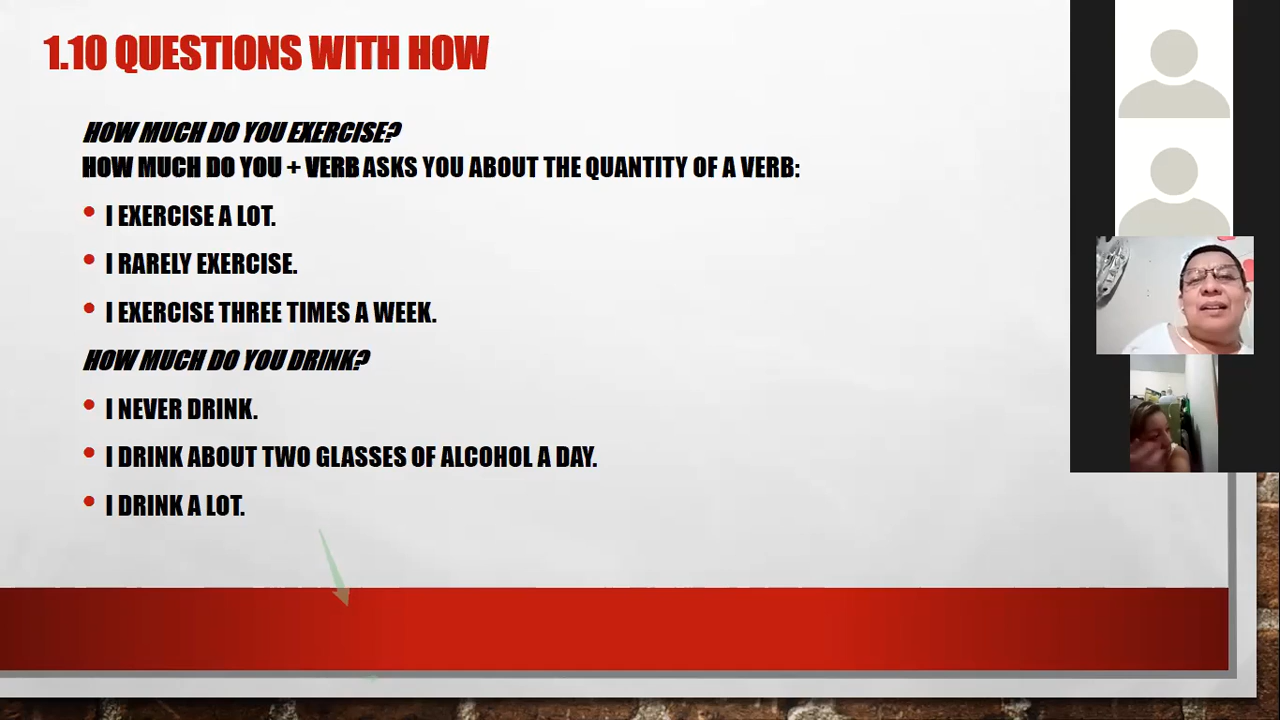 1.10 QUESTIONS WITH HOW
HOW MUCH DO YOU EXERCISE?
HOW MUCH DO YOU + VERB ASKS YOU ABOUT THE QUANTITY OF A VERB:
• I EXERCISE A LOT.
• I RARELY EXERCISE.
• I EXERCISE THREE TIMES A WEEK.
HOW MUCH DO YOU DRINK?
• I NEVER DRINK.
• I DRINK ABOUT TWO GLASSES OF ALCOHOL A DAY.
• I DRINK A LOT.